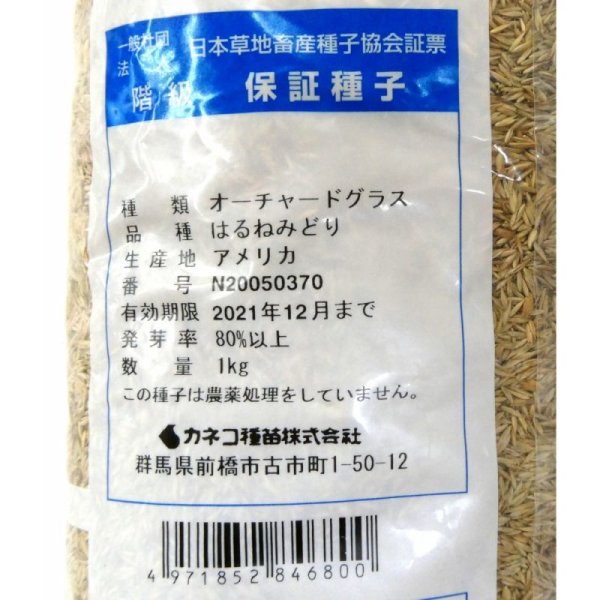 一般社団
法
日本草地畜産種子協会証票
階級 保証種子
種類 オーチャードグラス
品種 はるねみどり
生産地 アメリカ
番号 N20050370
有効期限 2021年12月まで
発芽率 80%以上
数量 1kg
この種子は農薬処理をしていません。
カネコ種苗株式会社
群馬県前橋市古市町1-50-12
4 971852 846800